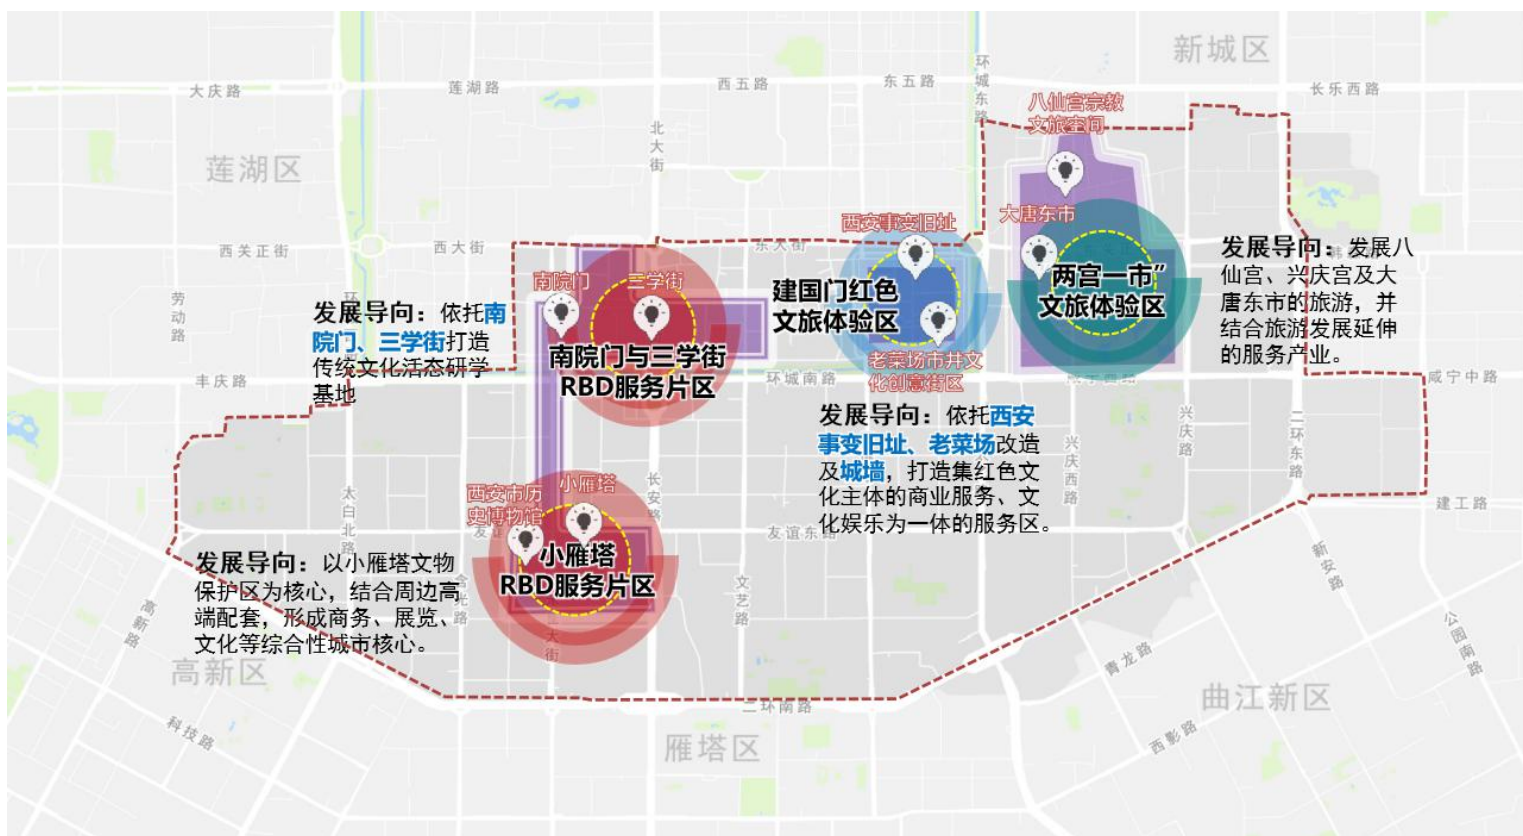 新城区
大庆路
莲湖路
西五路
东五路
环城东路
长乐西路
八仙宫宗教
文旅空间
北大街
莲湖区
大唐东市
西安事变旧址
西关正街
西大街
东大街
南院门
三学街
劳动路
发展导向：依托南
院门、三学街打造
传统文化活态研学
基地
南院门与三学街
RBD服务片区
建国门红色
文旅体验区
两宫一市”
文旅体验区
发展导向：发展八
仙宫、兴庆宫及大
唐东市的旅游，并
结合旅游发展延伸
的服务产业。
老菜场市井文
化创意街区
丰庆路
环城南路
咸宁中路
发展导向：依托西安
事变旧址、老菜场改造
及城墙，打造集红色文
化主体的商业服务、文
化娱乐为一体的服务区。
兴庆路
兴庆西路
二环东路
长安路
太白北路
西安市历
史博物馆
小雁塔
友谊东路
建工路
小雁塔
RBD服务片区
发展导向：以小雁塔文物
保护区为核心，结合周边高
端配套，形成商务、展览、
文化等综合性城市核心。
含光路
文艺路
新安路
高新路
公园南路
青龙路
高新区
曲江新区
二环南路
科技路
西影路
雁塔区